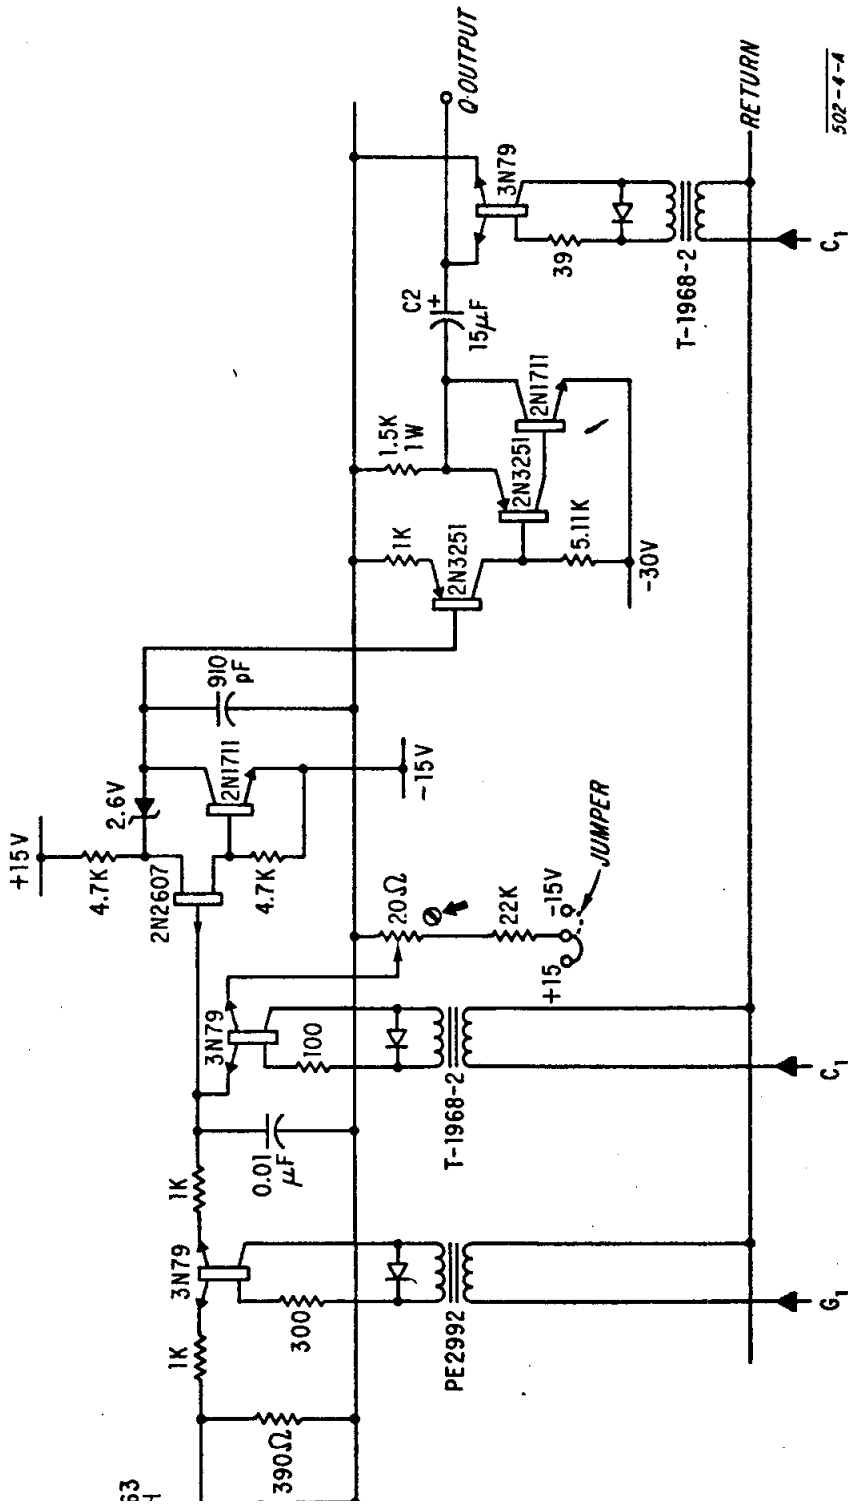 +15V
4.7K
2.6V
2N2607
4.7K
2N1711
910
pF
-15V
3N79
1K
3N79
1K
390Ω
300
0.01
μF
100
20Ω
22K
+15
-15V
JUMPER
PE2992
T-1968-2
1K
2N3251
5.11K
-30V
1.5K
1W
2N3251
2N1711
C2
+
15μF
Q OUTPUT
3N79
39
T-1968-2
G1
C1
C1
RETURN
502-4-A
63